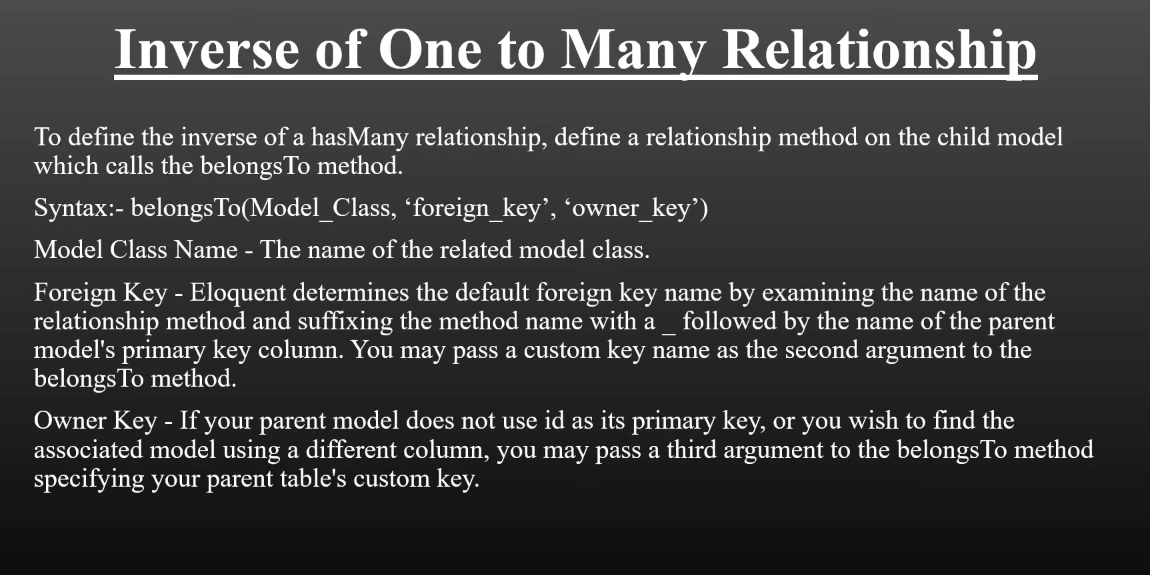 Inverse of One to Many Relationship
To define the inverse of a hasMany relationship, define a relationship method on the child model
which calls the belongsTo method.
Syntax:- belongsTo(Model_Class, ‘foreign_key’, ‘owner_key’)
Model Class Name - The name of the related model class.
Foreign Key - Eloquent determines the default foreign key name by examining the name of the
relationship method and suffixing the method name with a _ followed by the name of the parent
model's primary key column. You may pass a custom key name as the second argument to the
belongsTo method.
Owner Key - If your parent model does not use id as its primary key, or you wish to find the
associated model using a different column, you may pass a third argument to the belongsTo method
specifying your parent table's custom key.